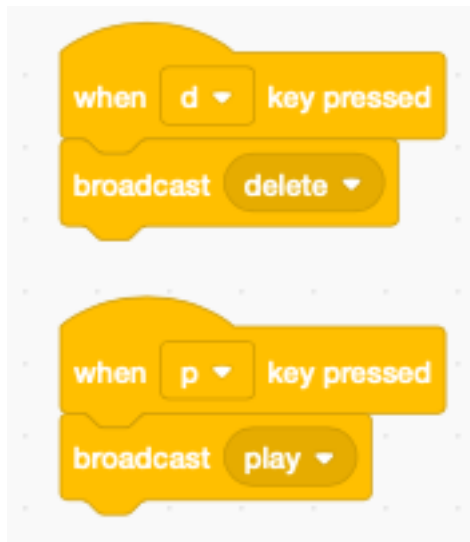 when d key pressed
broadcast delete
when p key pressed
broadcast play